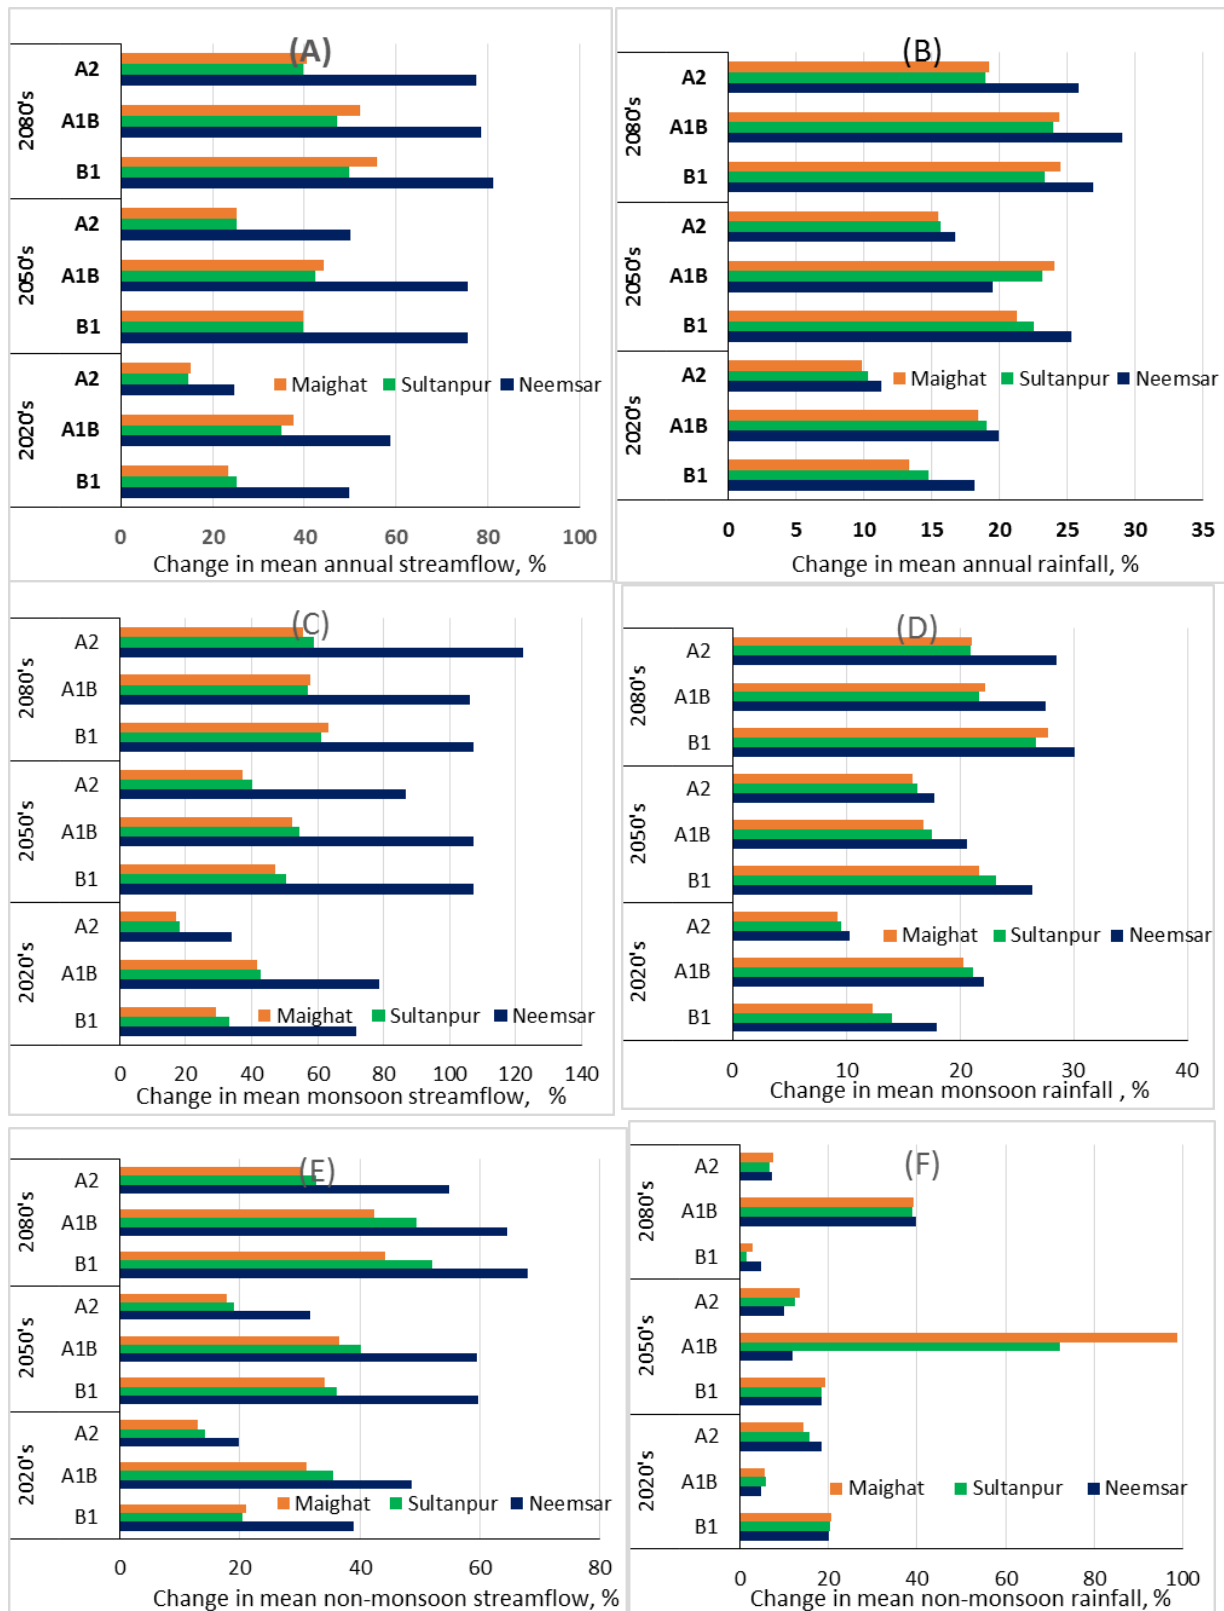 (A)
2080's
A2
A1B
B1
2050's
A2
A1B
B1
2020's
A2
A1B
B1
Maighat Sultanpur Neemsar
0 20 40 60 80 100
Change in mean annual streamflow, %
(B)
2080's
A2
A1B
B1
2050's
A2
A1B
B1
2020's
A2
A1B
B1
Maighat Sultanpur Neemsar
0 5 10 15 20 25 30 35
Change in mean annual rainfall, %
(C)
2080's
A2
A1B
B1
2050's
A2
A1B
B1
2020's
A2
A1B
B1
Maighat Sultanpur Neemsar
0 20 40 60 80 100 120 140
Change in mean monsoon streamflow, %
(D)
2080's
A2
A1B
B1
2050's
A2
A1B
B1
2020's
A2
A1B
B1
Maighat Sultanpur Neemsar
0 10 20 30 40
Change in mean monsoon rainfall , %
(E)
2080's
A2
A1B
B1
2050's
A2
A1B
B1
2020's
A2
A1B
B1
Maighat Sultanpur Neemsar
0 20 40 60 80
Change in mean non-monsoon streamflow, %
(F)
2080's
A2
A1B
B1
2050's
A2
A1B
B1
2020's
A2
A1B
B1
Maighat Sultanpur Neemsar
0 20 40 60 80 100
Change in mean non-monsoon rainfall, %